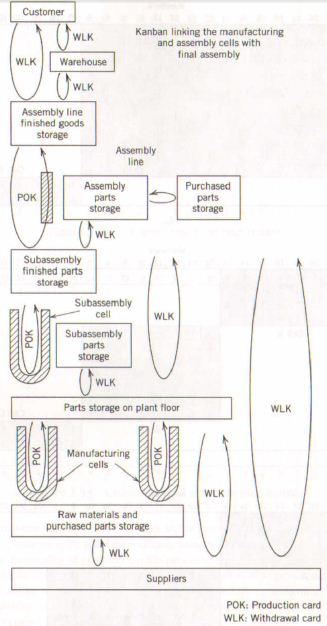 Customer
Kanban linking the manufacturing
and assembly cells with
final assembly
WLK
WLK
Warehouse
WLK
Assembly line
finished goods
storage
Assembly
line
POK
Assembly
parts
storage
Purchased
parts
storage
WLK
Subassembly
finished parts
storage
Subassembly
cell
POK
WLK
Subassembly
parts
storage
WLK
Parts storage on plant floor
WLK
POK
Manufacturing
cells
POK
WLK
Raw materials and
purchased parts storage
WLK
Suppliers
POK: Production card
WLK: Withdrawal card